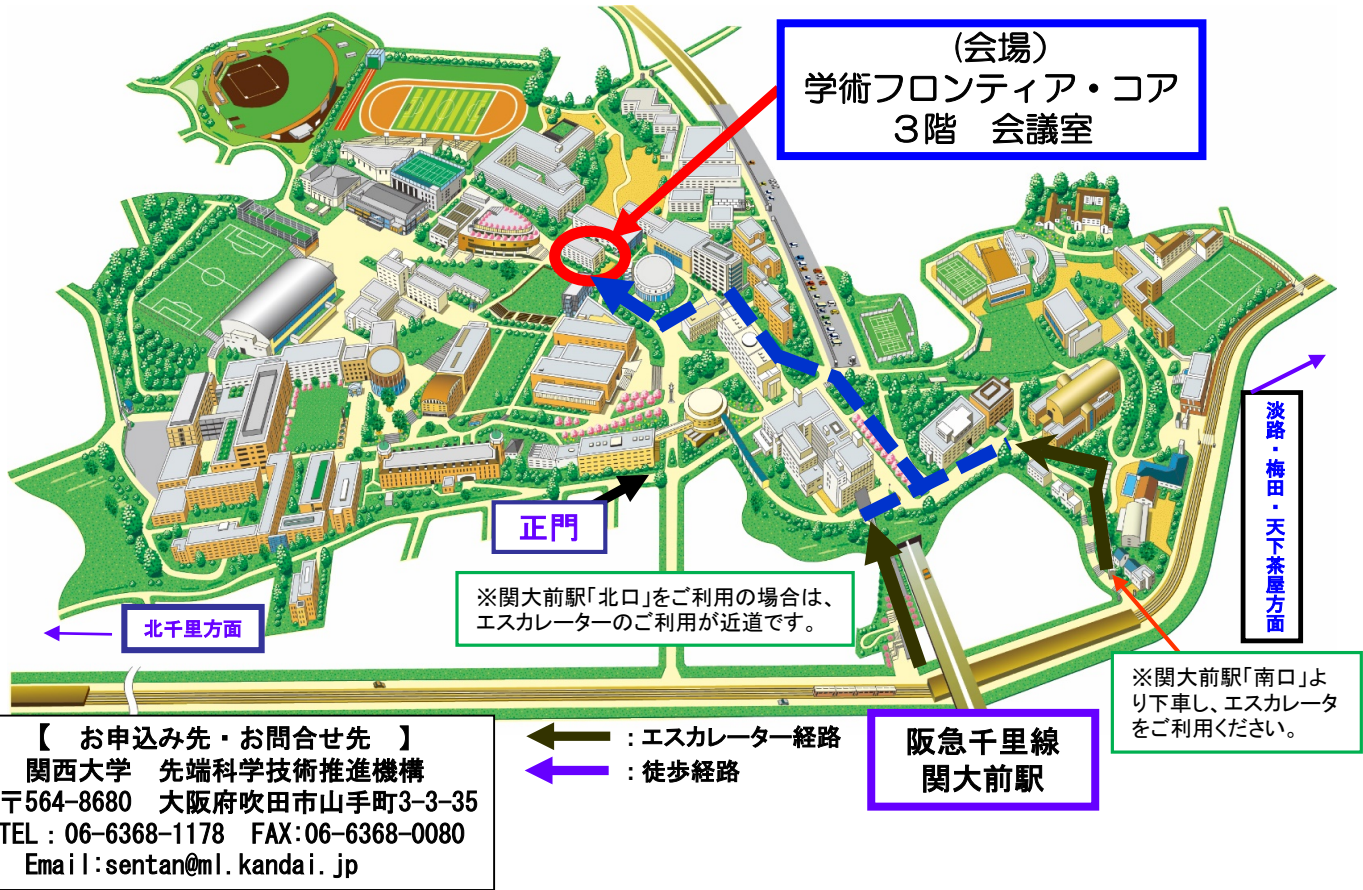 (会場)
学術フロンティア・コア
３階　会議室
淡路・梅田・天下茶屋方面
正門
※関大前駅「北口」をご利用の場合は、
エスカレーターのご利用が近道です。
北千里方面
※関大前駅「南口」よ
り下車し、エスカレータ
をご利用ください。
【　お申込み先・お問合せ先　】
関西大学　先端科学技術推進機構
〒564-8680　大阪府吹田市山手町3-3-35
TEL：06-6368-1178　FAX:06-6368-0080
Email:sentan@ml.kandai.jp
：エスカレーター経路
：徒歩経路
阪急千里線
関大前駅